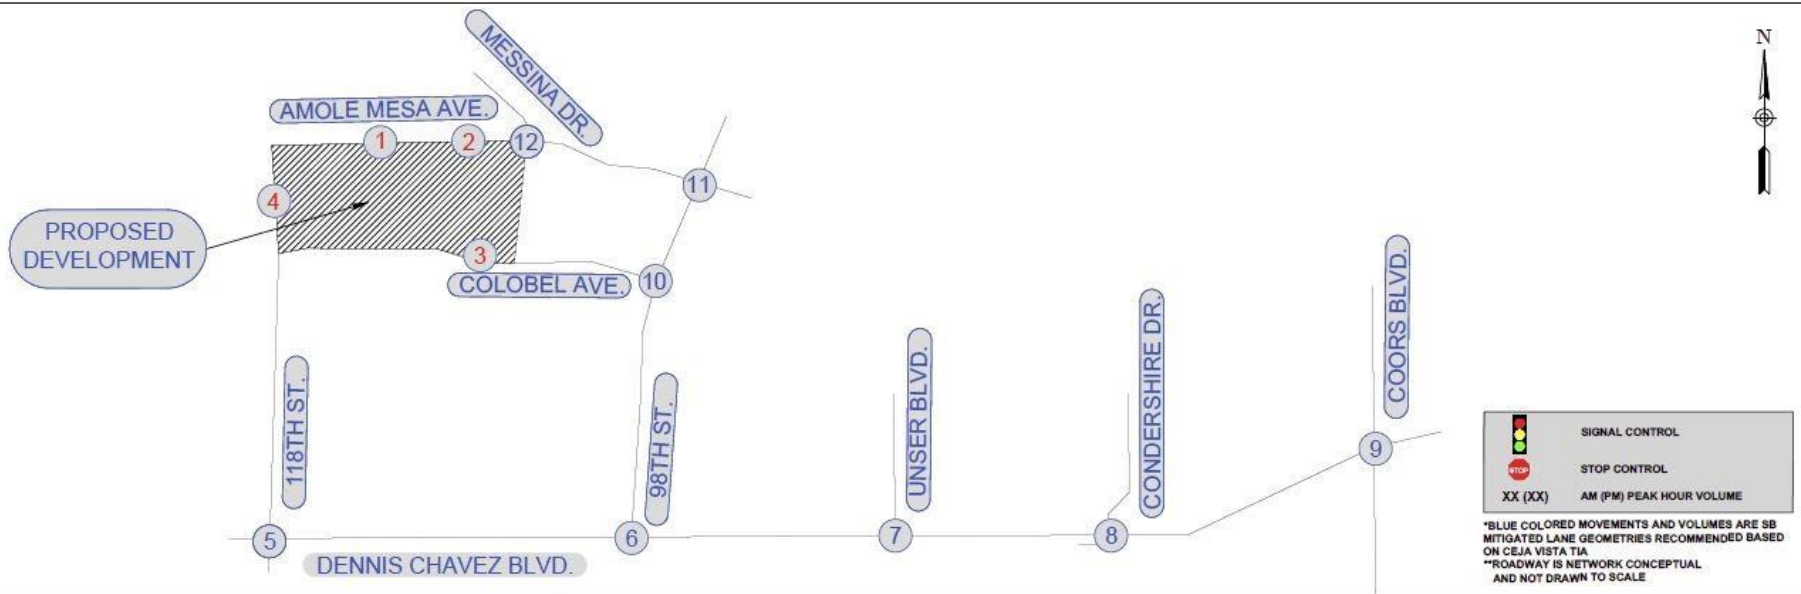 MESSINA DR.
N
AMOLE MESA AVE.
1
2
12
11
4
PROPOSED
DEVELOPMENT
3
COLOBEL AVE.
10
118TH ST.
98TH ST.
UNSER BLVD.
CONDERSHIRE DR.
COORS BLVD.
9
5
6
7
8
DENNIS CHAVEZ BLVD.
SIGNAL CONTROL
STOP
STOP CONTROL
XX (XX) AM (PM) PEAK HOUR VOLUME
*BLUE COLORED MOVEMENTS AND VOLUMES ARE SB
MITIGATED LANE GEOMETRIES RECOMMENDED BASED
ON CEJA VISTA TIA
**ROADWAY IS NETWORK CONCEPTUAL
AND NOT DRAWN TO SCALE